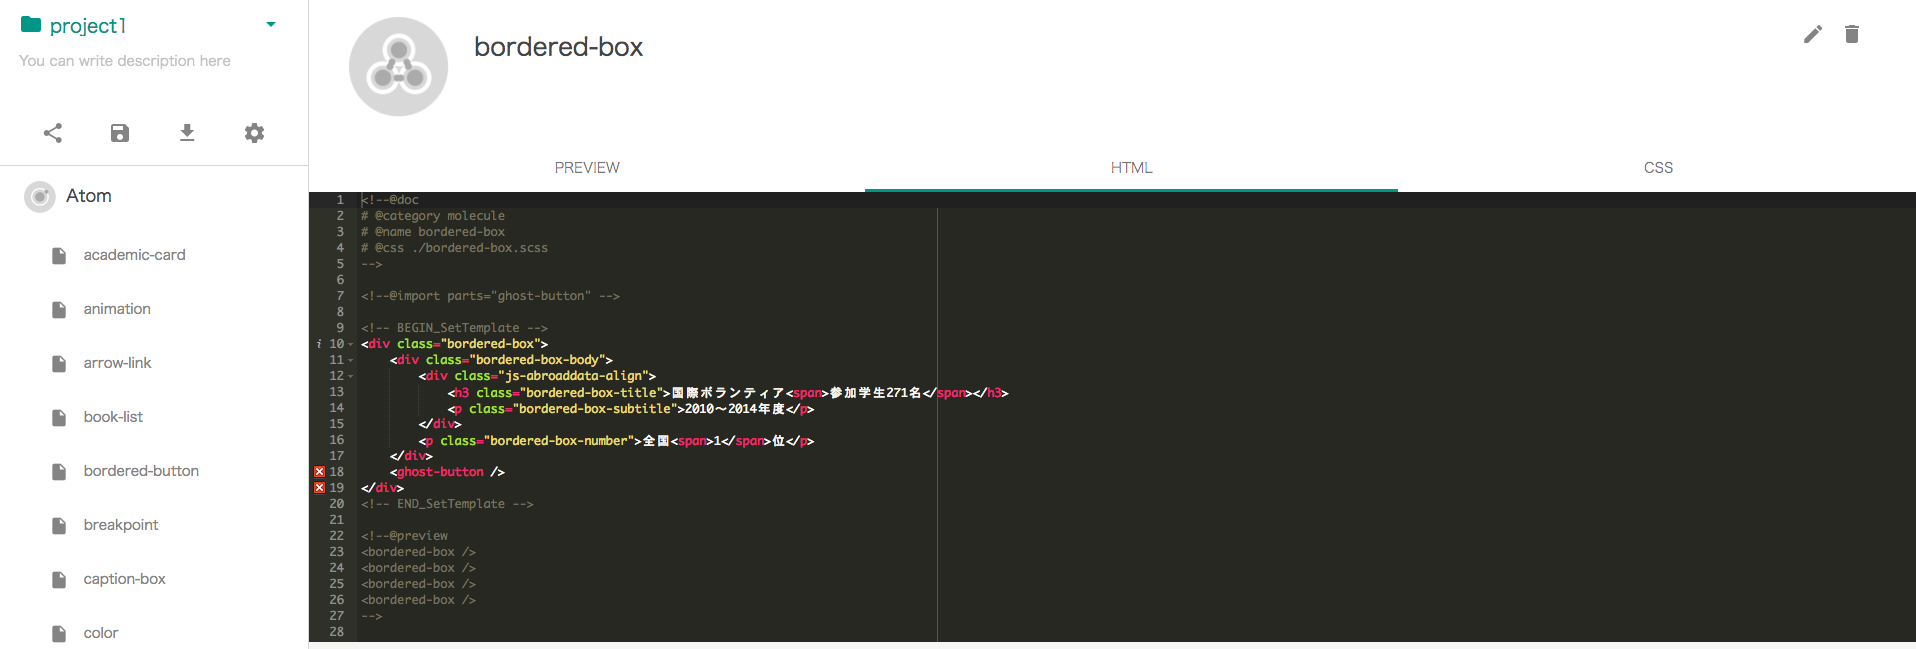 project1
You can write description here
Atom
academic-card
animation
arrow-link
book-list
bordered-button
breakpoint
caption-box
color
bordered-box
PREVIEW HTML CSS
1 <!--@doc
2 # @category molecule
3 # @name bordered-box
4 # @css ./bordered-box.scss
5 -->
6
7 <!--@import parts="ghost-button" -->
8
9 <!-- BEGIN_SetTemplate -->
i 10 <div class="bordered-box">
11 <div class="bordered-box-body">
12 <div class="js-abroaddata-align">
13 <h3 class="bordered-box-title">国際ボランティア<span>参加学生271名</span></h3>
14 <p class="bordered-box-subtitle">2010〜2014年度</p>
15 </div>
16 <p class="bordered-box-number">全国<span>1</span>位</p>
17 </div>
18 <ghost-button />
19 </div>
20 <!-- END_SetTemplate -->
21
22 <!--@preview
23 <bordered-box />
24 <bordered-box />
25 <bordered-box />
26 <bordered-box />
27 -->
28